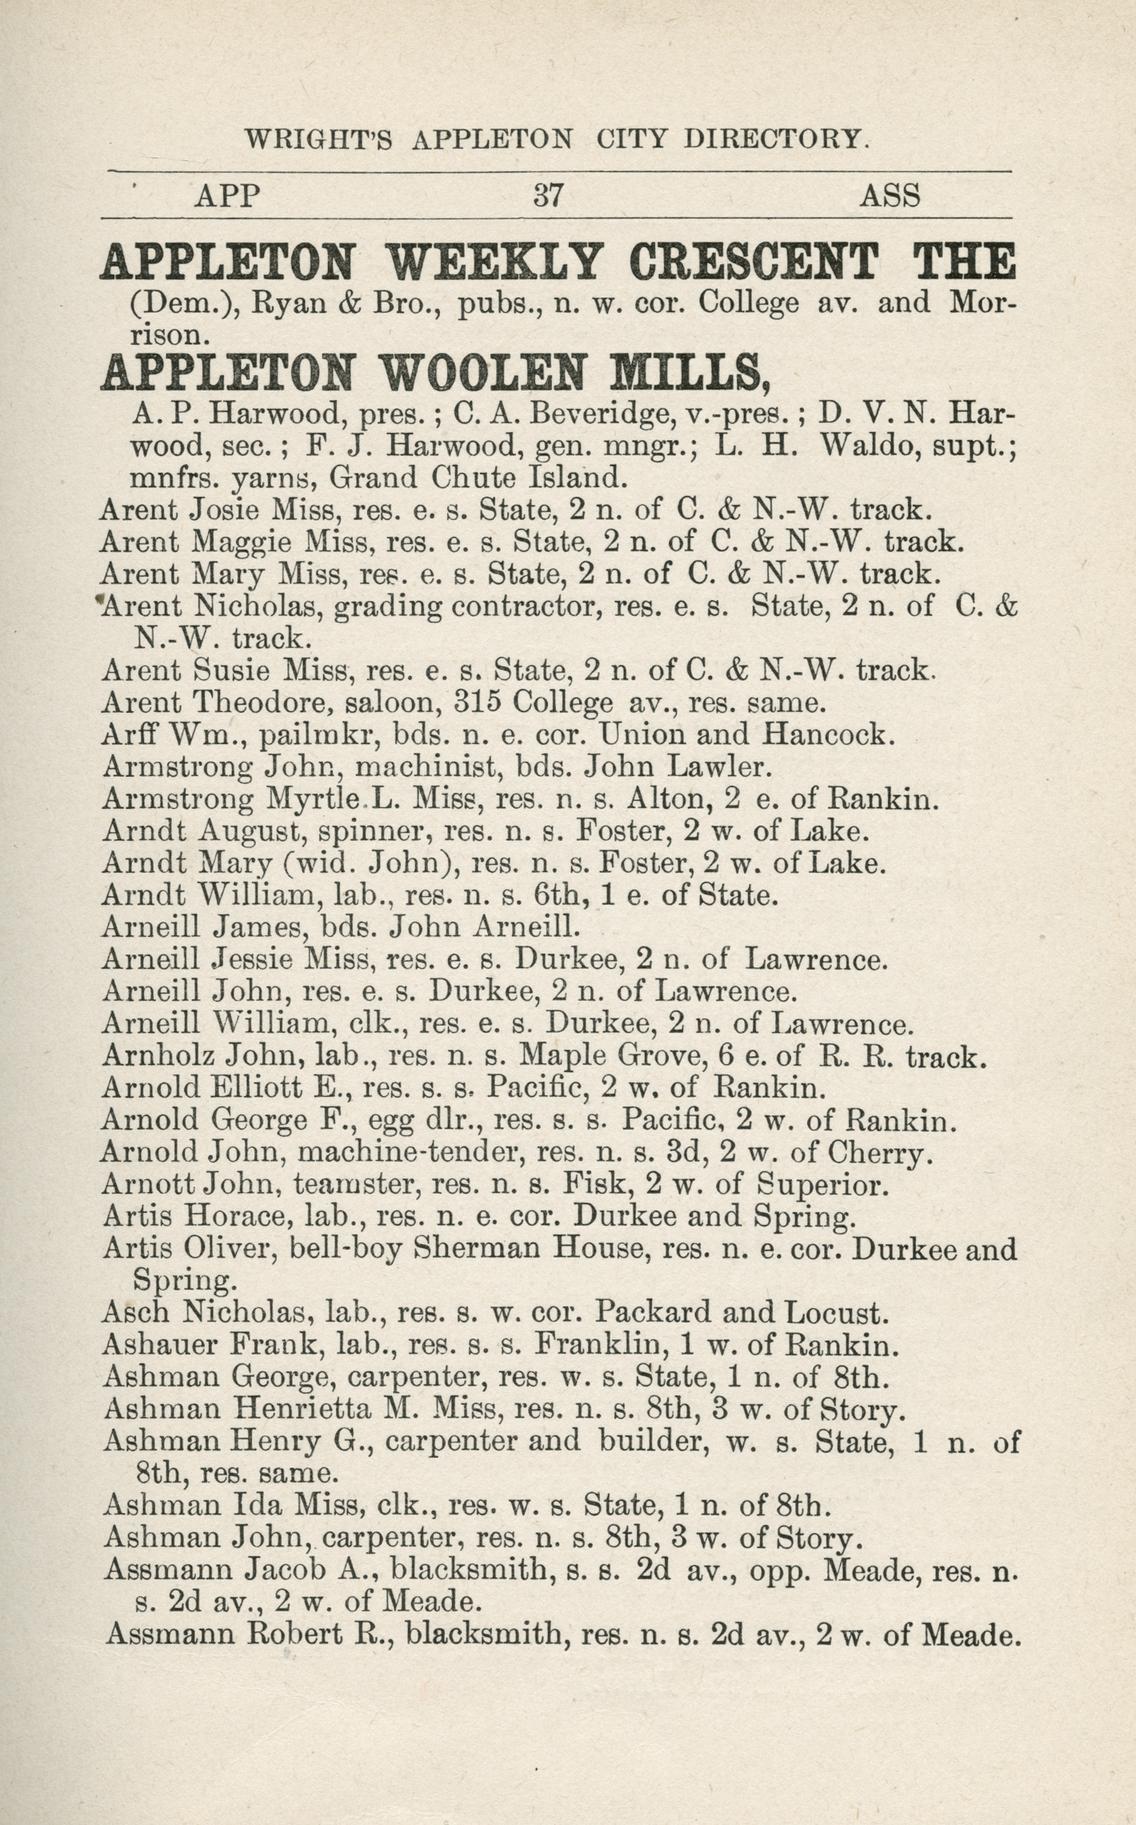 WRIGHT'S APPLETON CITY DIRECTORY.
APP 37 ASS
APPLETON WEEKLY CRESCENT THE
(Dem.), Ryan & Bro., pubs., n. w. cor. College av. and Mor-
rison.
APPLETON WOOLEN MILLS,
A. P. Harwood, pres. ; C. A. Beveridge, v.-pres. ; D. V. N. Har-
wood, sec. ; F. J. Harwood, gen. mngr.; L. H. Waldo, supt.;
mnfrs. yarns, Grand Chute Island.
Arent Josie Miss, res. e. s. State, 2 n. of C. & N.-W. track.
Arent Maggie Miss, res. e. s. State, 2 n. of C. & N.-W. track.
Arent Mary Miss, res. e. s. State, 2 n. of C. & N.-W. track.
Arent Nicholas, grading contractor, res. e. s. State, 2 n. of C. &
N.-W. track.
Arent Susie Miss, res. e. s. State, 2 n. of C. & N.-W. track.
Arent Theodore, saloon, 315 College av., res. same.
Arff Wm., pailmkr, bds. n. e. cor. Union and Hancock.
Armstrong John, machinist, bds. John Lawler.
Armstrong Myrtle L. Miss, res. n. s. Alton, 2 e. of Rankin.
Arndt August, spinner, res. n. s. Foster, 2 w. of Lake.
Arndt Mary (wid. John), res. n. s. Foster, 2 w. of Lake.
Arndt William, lab., res. n. s. 6th, 1 e. of State.
Arneill James, bds. John Arneill.
Arneill Jessie Miss, res. e. s. Durkee, 2 n. of Lawrence.
Arneill John, res. e. s. Durkee, 2 n. of Lawrence.
Arneill William, clk., res. e. s. Durkee, 2 n. of Lawrence.
Arnholz John, lab., res. n. s. Maple Grove, 6 e. of R. R. track.
Arnold Elliott E., res. s. s. Pacific, 2 w. of Rankin.
Arnold George F., egg dlr., res. s. s. Pacific, 2 w. of Rankin.
Arnold John, machine-tender, res. n. s. 3d, 2 w. of Cherry.
Arnott John, teamster, res. n. s. Fisk, 2 w. of Superior.
Artis Horace, lab., res. n. e. cor. Durkee and Spring.
Artis Oliver, bell-boy Sherman House, res. n. e. cor. Durkee and
Spring.
Asch Nicholas, lab., res. s. w. cor. Packard and Locust.
Ashauer Frank, lab., res. s. s. Franklin, 1 w. of Rankin.
Ashman George, carpenter, res. w. s. State, 1 n. of 8th.
Ashman Henrietta M. Miss, res. n. s. 8th, 3 w. of Story.
Ashman Henry G., carpenter and builder, w. s. State, 1 n. of
8th, res. same.
Ashman Ida Miss, clk., res. w. s. State, 1 n. of 8th.
Ashman John, carpenter, res. n. s. 8th, 3 w. of Story.
Assmann Jacob A., blacksmith, s. s. 2d av., opp. Meade, res. n.
s. 2d av., 2 w. of Meade.
Assmann Robert R., blacksmith, res. n. s. 2d av., 2 w. of Meade.